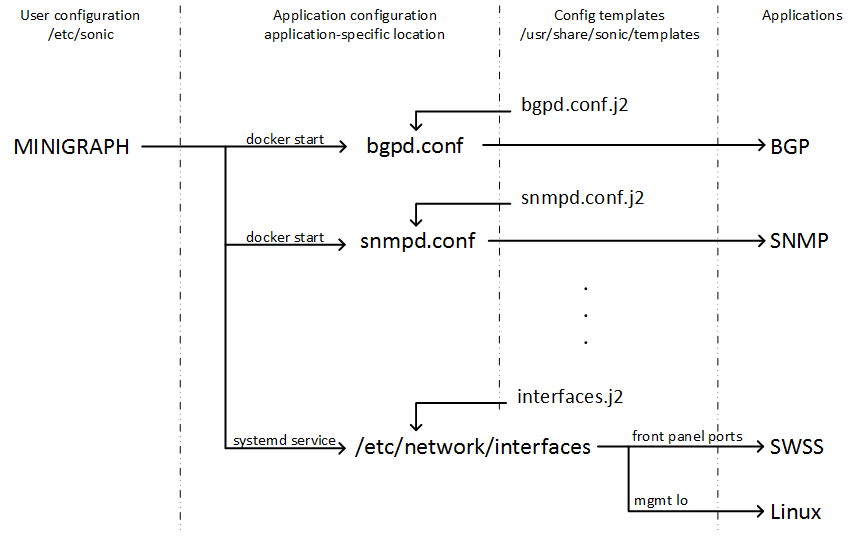 User configuration
/etc/sonic
Application configuration
application-specific location
Config templates
/usr/share/sonic/templates
Applications
bgpd.conf.j2
MINIGRAPH
docker start
bgpd.conf
BGP
snmpd.conf.j2
docker start
snmpd.conf
SNMP
.
.
.
interfaces.j2
systemd service
/etc/network/interfaces
front panel ports
SWSS
mgmt lo
Linux